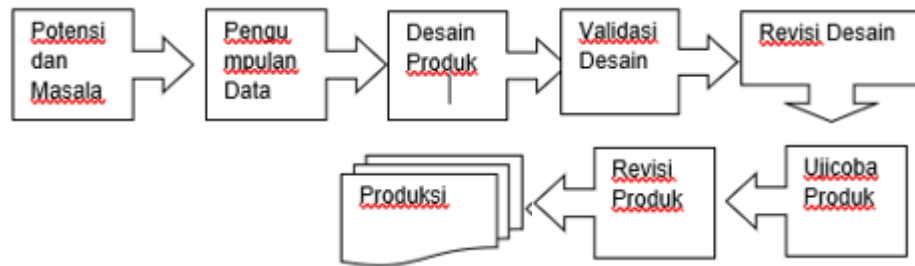 Potensi
dan
Masala
Pengu
mpulan
Data
Desain
Produk
Validasi
Desain
Revisi Desain
Ujicoba
Produk
Revisi
Produk
Produksi